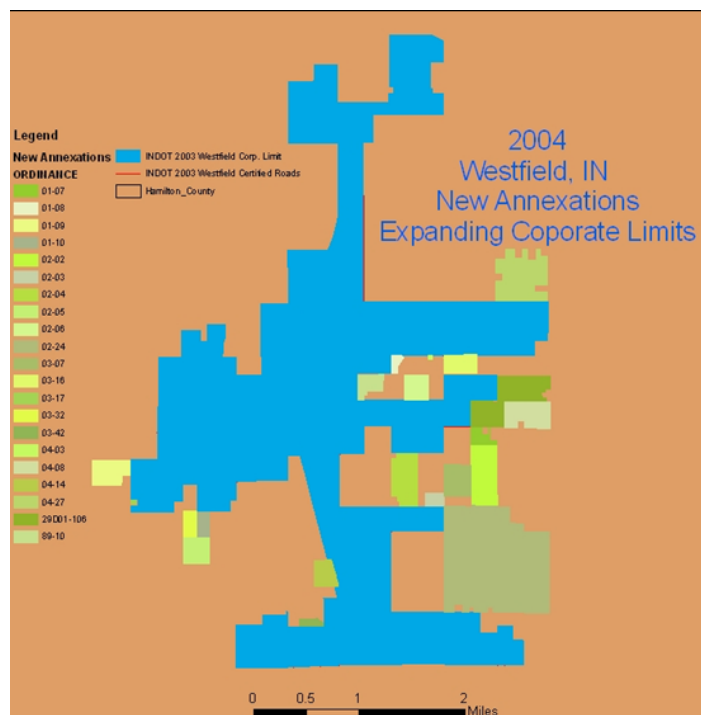 2004
Westfield, IN
New Annexations
Expanding Coporate Limits
Legend
New Annexations
ORDINANCE
01-07
01-08
01-09
01-10
02-02
02-03
02-04
02-05
02-06
02-24
03-07
03-16
03-17
03-32
03-42
04-03
04-08
04-14
04-27
29D01-106
89-10
INDOT 2003 Westfield Corp. Limit
INDOT 2003 Westfield Certified Roads
Hamilton_County
0 0.5 1 2
Miles